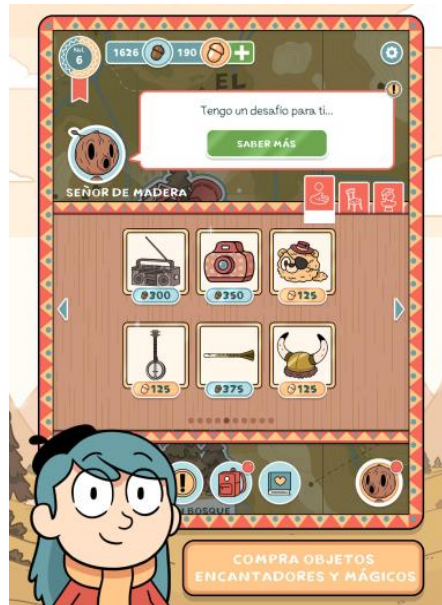 Nvl.
6
1626
190
EL
Tengo un desafío para ti...
SABER MÁS
SEÑOR DE MADERA
300
350
125
125
375
125
N BOSQUE
COMPRA OBJETOS
ENCANTADORES Y MÁGICOS